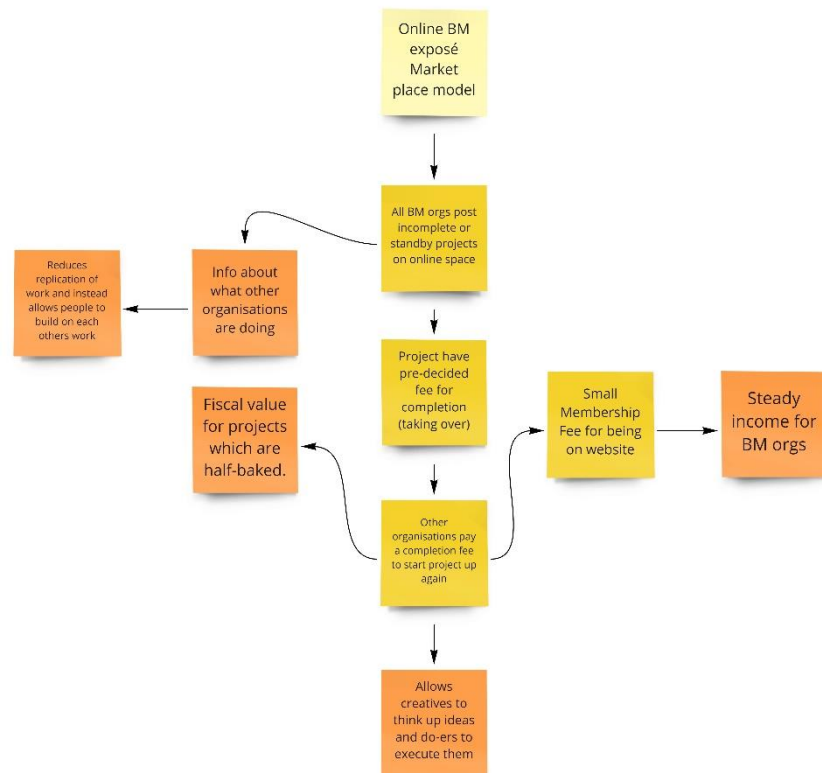 Online BM
exposé
Market
place model
All BM orgs post
incomplete or
standby projects
on online space
Info about
what other
organisations
are doing
Reduces
replication of
work and instead
allows people to
build on each
others work
Project have
pre-decided
fee for
completion
(taking over)
Fiscal value
for projects
which are
half-baked.
Small
Membership
Fee for being
on website
Steady
income for
BM orgs
Other
organisations pay
a completion fee
to start project up
again
Allows
creatives to
think up ideas
and do-ers to
execute them